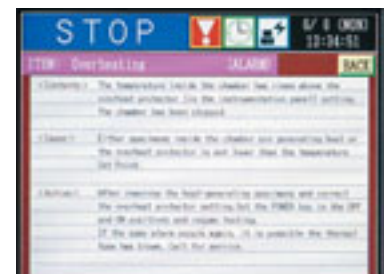 STOP 6/ 6 (MON)
13:34:51
ITEM: Overheating (ALARM) BACK
<Contents> The temperature inside the chamber has risen above the
overheat protector (on the instrumentation panel) setting.
The chamber has been stopped.
<Cause> Either specimens inside the chamber are generating heat or
the overheat protector is set lower than the temperature
Set Point.
<Action> After removing the heat-generating specimens and correct
the overheat protector setting, Set the POWER key to the OFF
and ON positions and resume testing.
If the same alarm occurs again, it is possible the thermal
fuse has blown. Call for service.